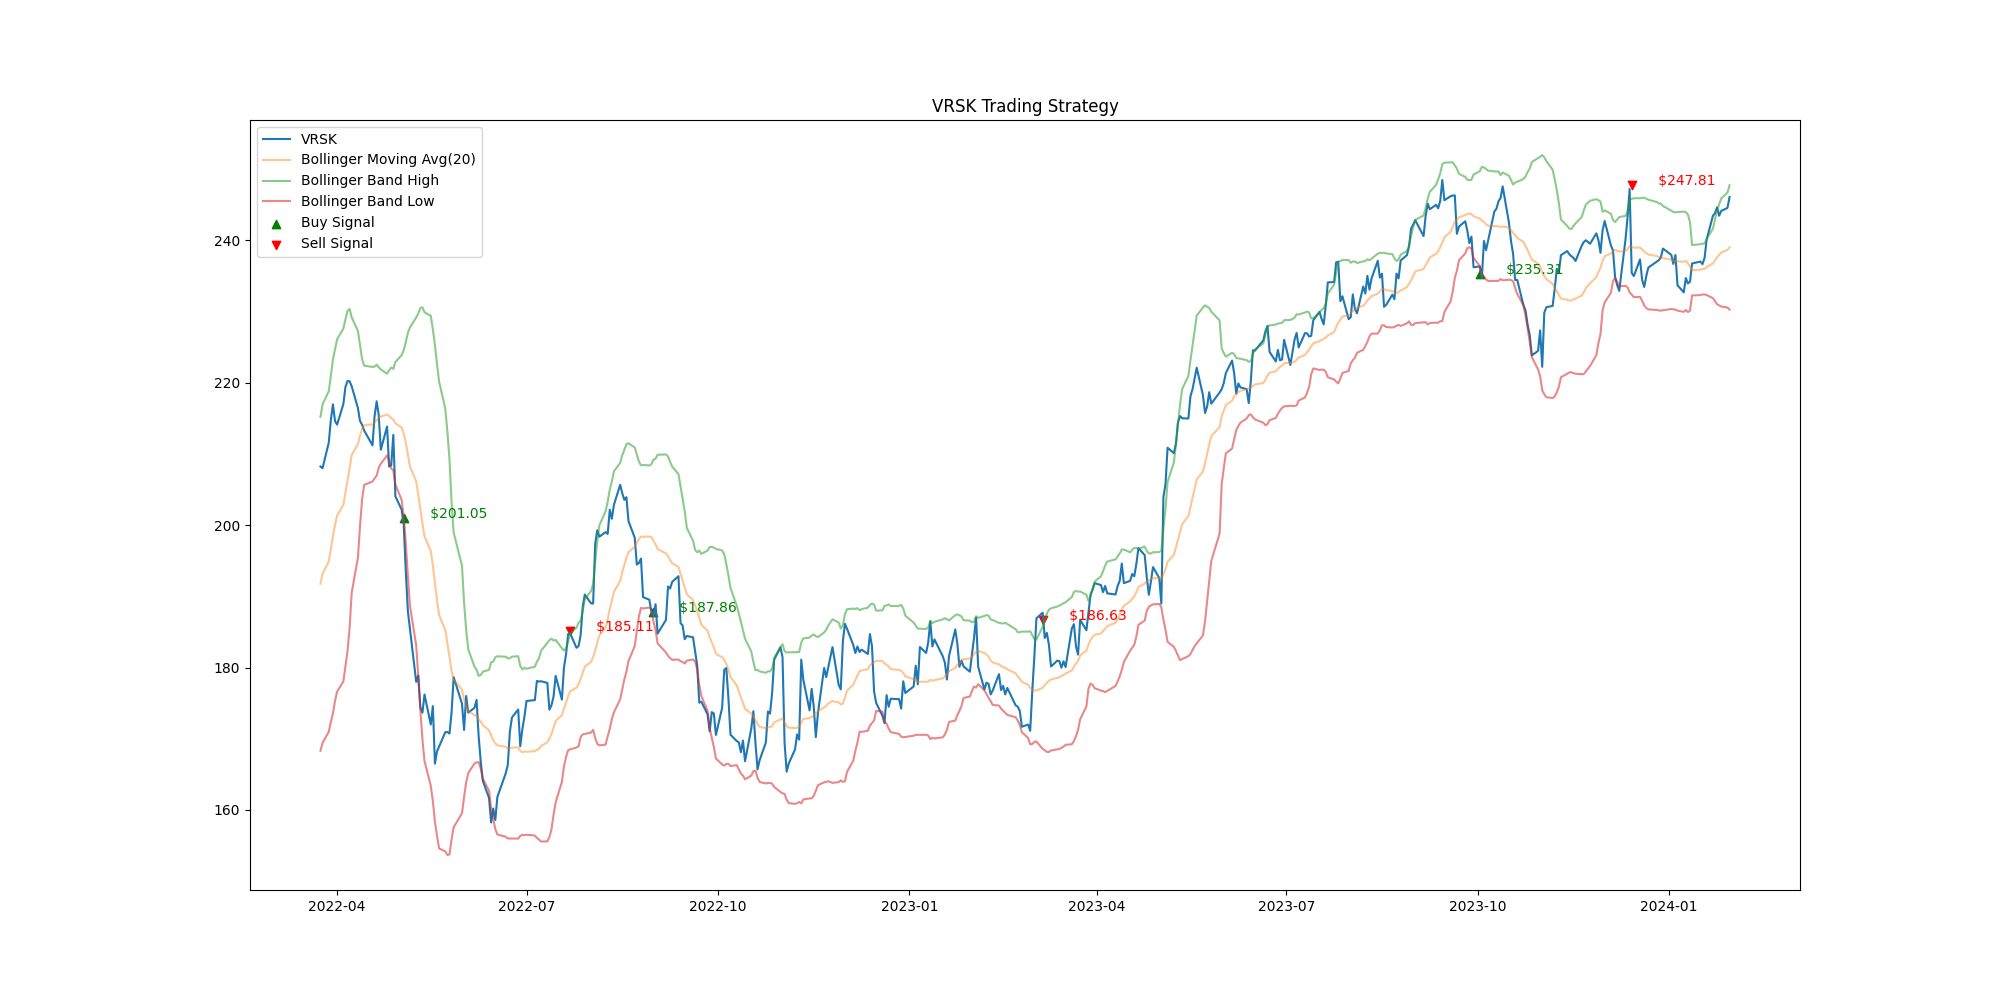 VRSK Trading Strategy
VRSK
Bollinger Moving Avg(20)
Bollinger Band High
Bollinger Band Low
Buy Signal
Sell Signal
$247.81
$235.31
$201.05
$187.86
$185.11
$186.63
240
220
200
180
160
2022-04
2022-07
2022-10
2023-01
2023-04
2023-07
2023-10
2024-01